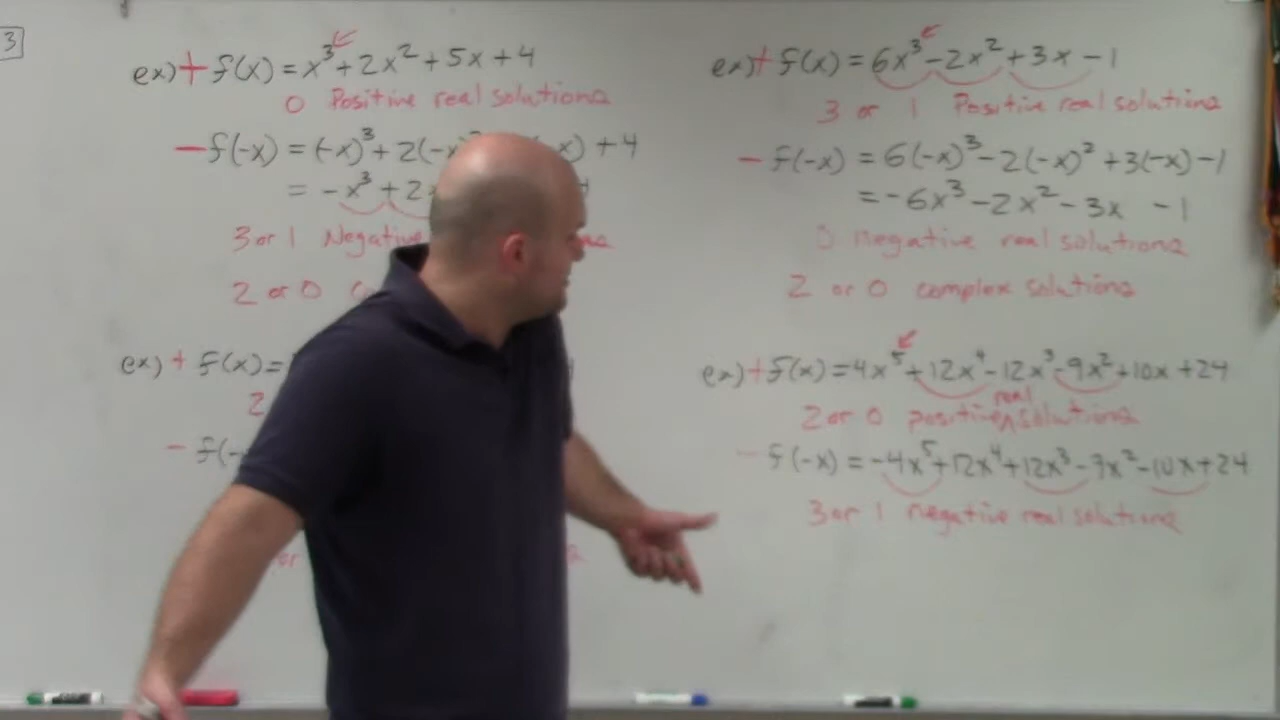 3
ex) + f(x) = x³ + 2x² + 5x + 4
0 Positive real solutions
- f(-x) = (-x)³ + 2(-x) + 4
= -x³ + 2
3 or 1 Negative
2 or 0
ex) + f(x) =
2
- f(-
or
ex) + f(x) = 6x³ - 2x² + 3x - 1
3 or 1 Positive real solutions
- f(-x) = 6(-x)³ - 2(-x)² + 3(-x) - 1
= -6x³ - 2x² - 3x - 1
0 negative real solutions
2 or 0 complex solutions
ex) + f(x) = 4x⁵ + 12x⁴ - 12x³ - 9x² + 10x + 24
2 or 0 positive real solutions
- f(-x) = -4x⁵ + 12x⁴ + 12x³ - 9x² - 10x + 24
3 or 1 negative real solutions